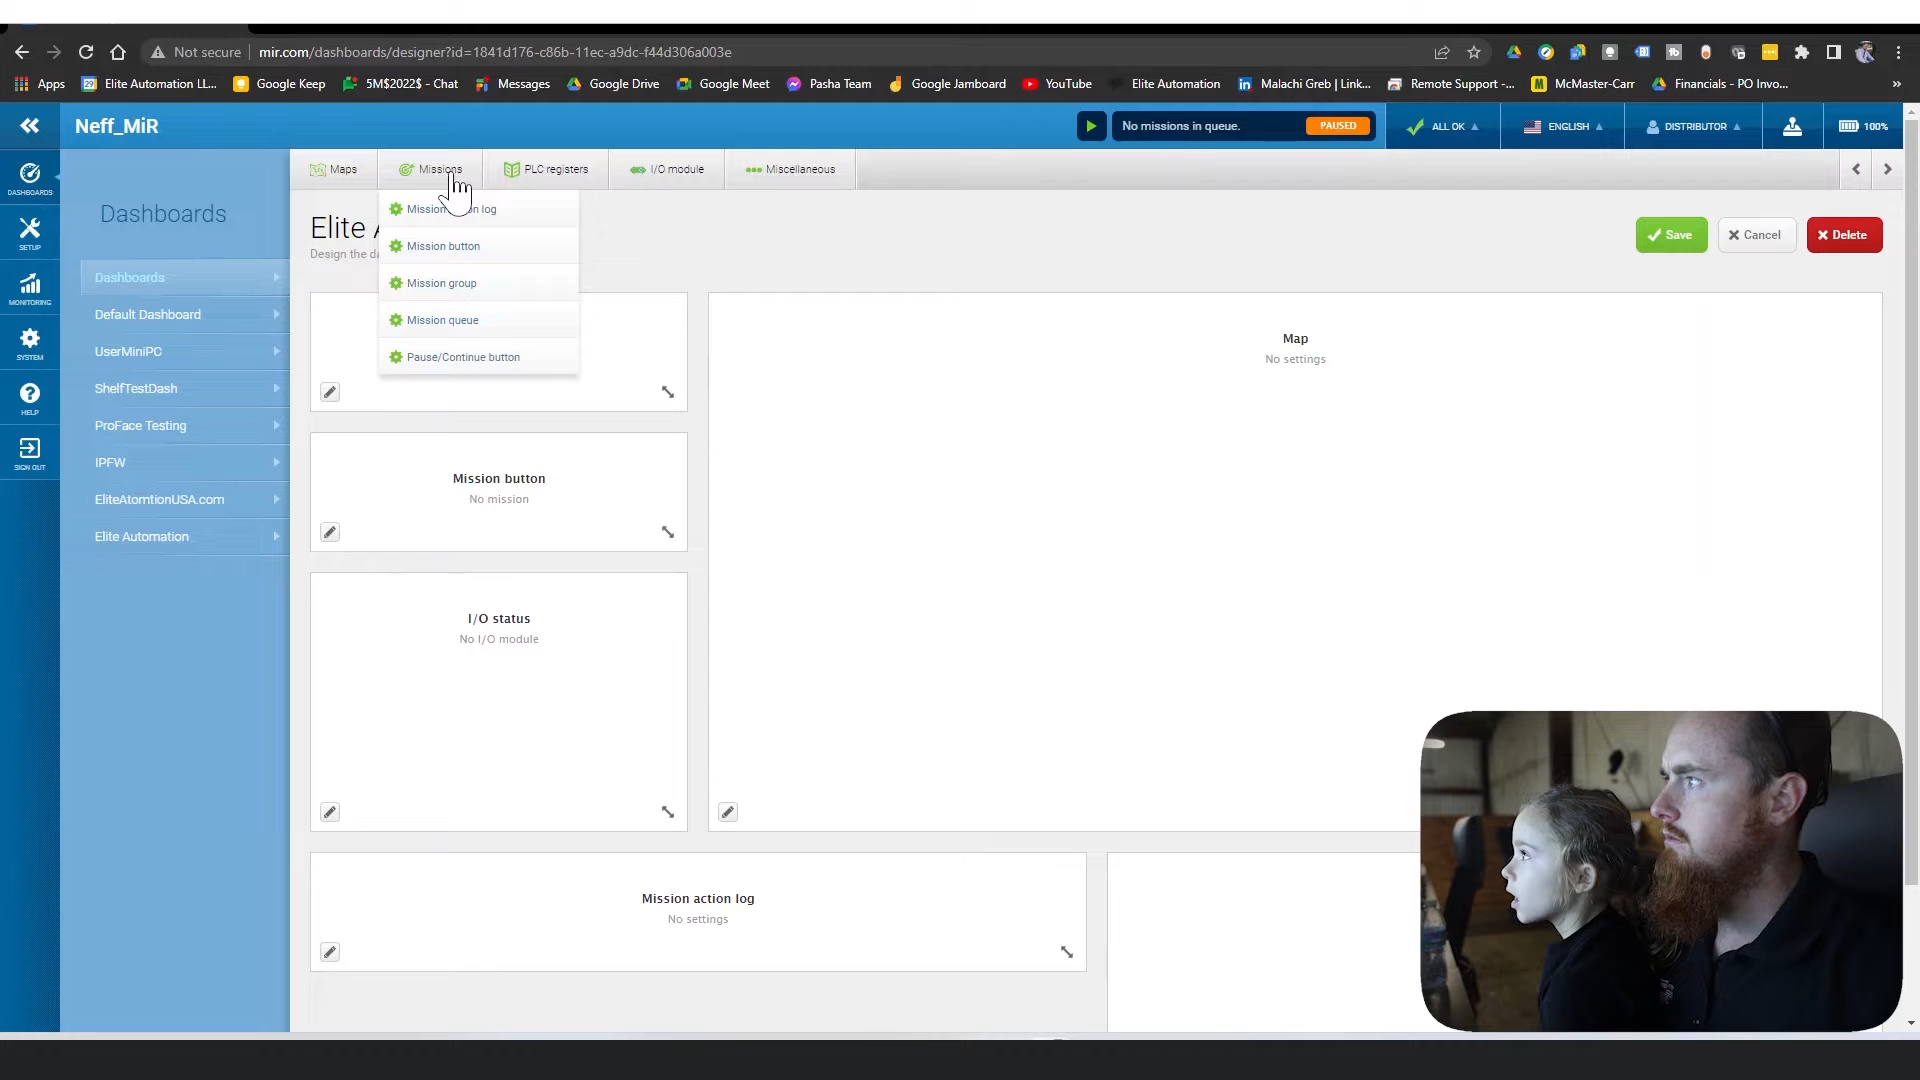 Not secure mir.com/dashboards/designer?id=1841d176-c86b-11ec-a9dc-f44d306a003e
Apps
29 Elite Automation LL...
Google Keep
5M$2022$ - Chat
Messages
Google Drive
Google Meet
Pasha Team
Google Jamboard
YouTube
Elite Automation
Malachi Greb | Link...
Remote Support -...
McMaster-Carr
Financials - PO Invo...
Neff_MiR
No missions in queue.
PAUSED
ALL OK
ENGLISH
DISTRIBUTOR
100%
DASHBOARDS
SETUP
MONITORING
SYSTEM
HELP
SIGN OUT
Dashboards
Dashboards
Default Dashboard
UserMiniPC
ShelfTestDash
ProFace Testing
IPFW
EliteAtomtionUSA.com
Elite Automation
Maps
Missions
PLC registers
I/O module
Miscellaneous
Mission
log
Mission button
Mission group
Mission queue
Pause/Continue button
Elite
Design the da
Save
Cancel
Delete
Map
No settings
Mission button
No mission
I/O status
No I/O module
Mission action log
No settings